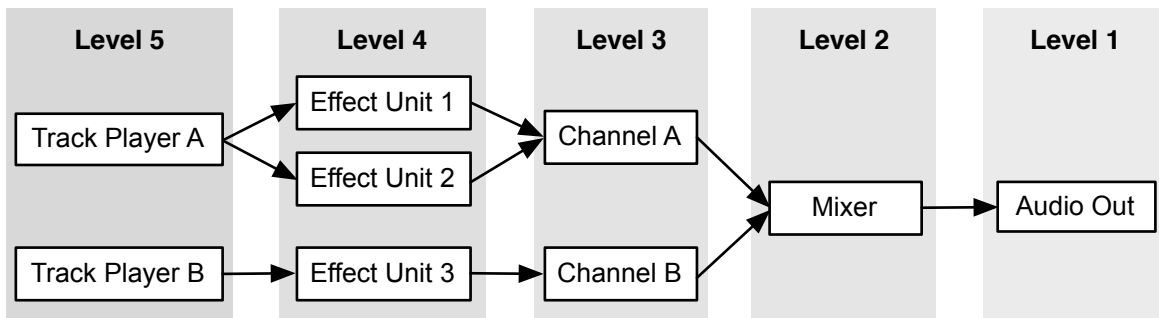 Level 5
Level 4
Level 3
Level 2
Level 1
Track Player A
Effect Unit 1
Effect Unit 2
Channel A
Mixer
Audio Out
Track Player B
Effect Unit 3
Channel B